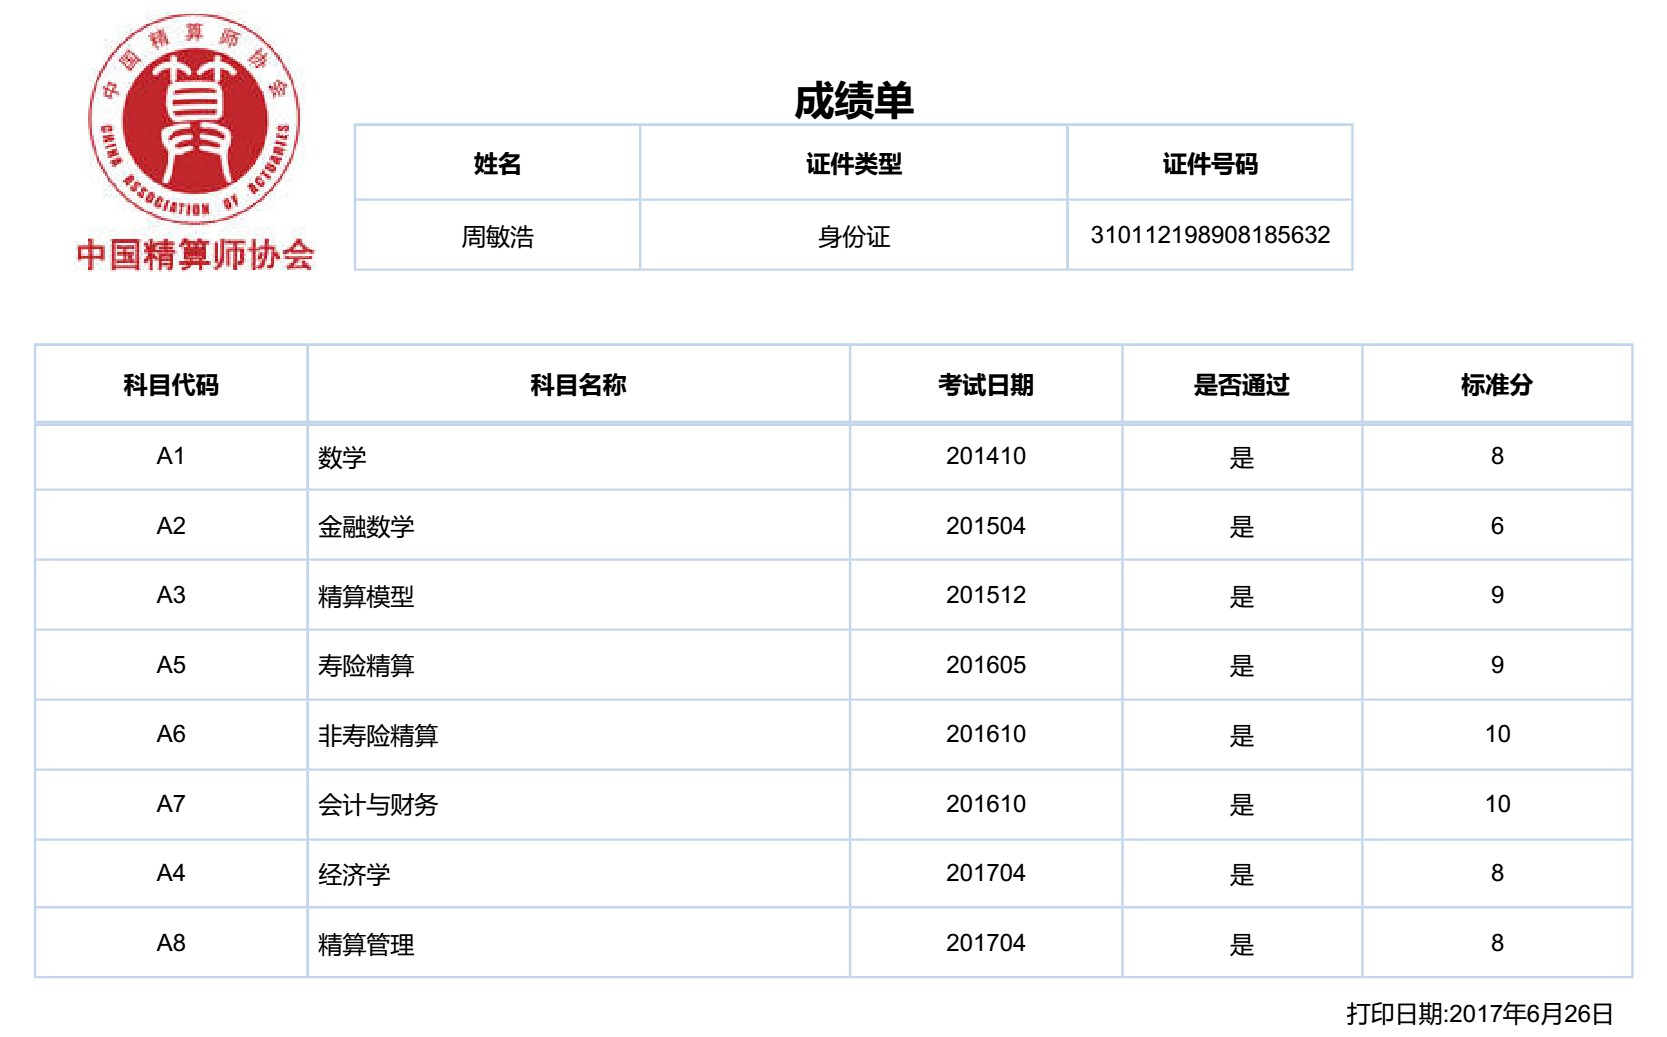 中国精算师协会
CHINA ASSOCIATION OF ACTUARIES
中国精算师协会
成绩单
姓名 证件类型 证件号码
周敏浩 身份证 310112198908185632
科目代码 科目名称 考试日期 是否通过 标准分
A1 数学 201410 是 8
A2 金融数学 201504 是 6
A3 精算模型 201512 是 9
A5 寿险精算 201605 是 9
A6 非寿险精算 201610 是 10
A7 会计与财务 201610 是 10
A4 经济学 201704 是 8
A8 精算管理 201704 是 8
打印日期:2017年6月26日